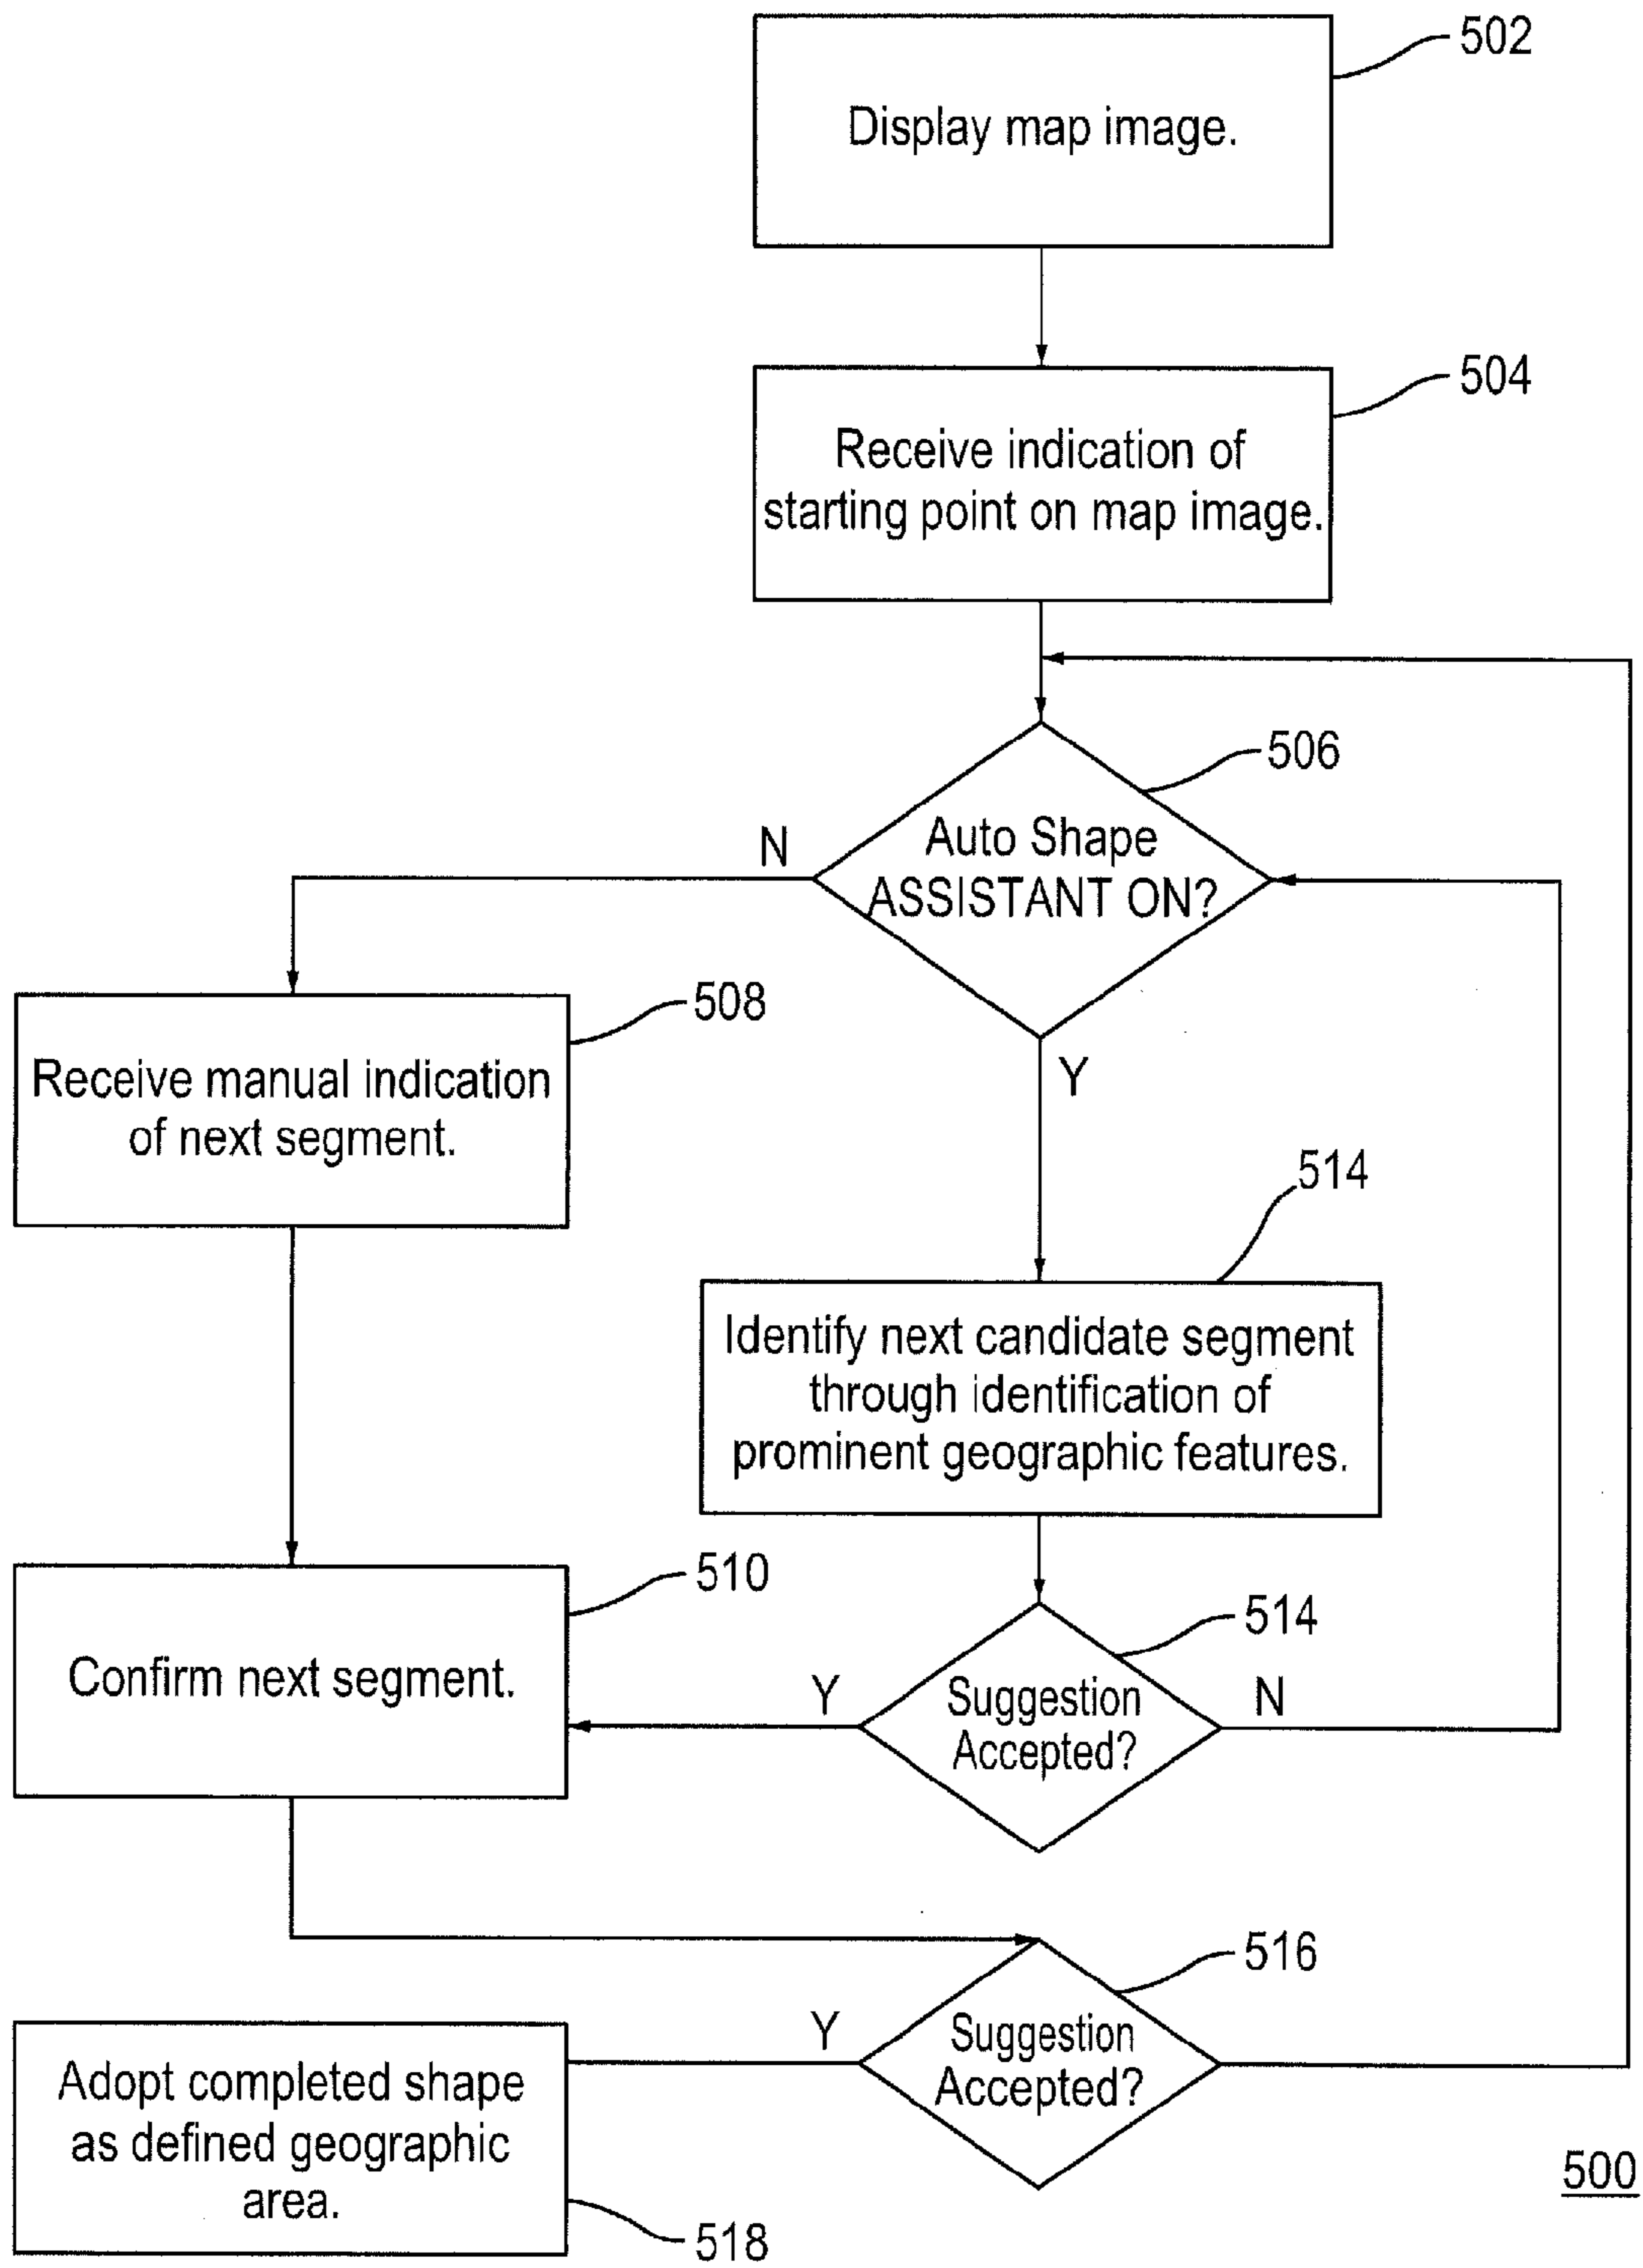 502
Display map image.
504
Receive indication of
starting point on map image.
506
Auto Shape
ASSISTANT ON?
N
Y
508
Receive manual indication
of next segment.
514
Identify next candidate segment
through identification of
prominent geographic features.
510
Confirm next segment.
514
Suggestion
Accepted?
Y
N
516
Suggestion
Accepted?
Y
Adopt completed shape
as defined geographic
area.
518
500